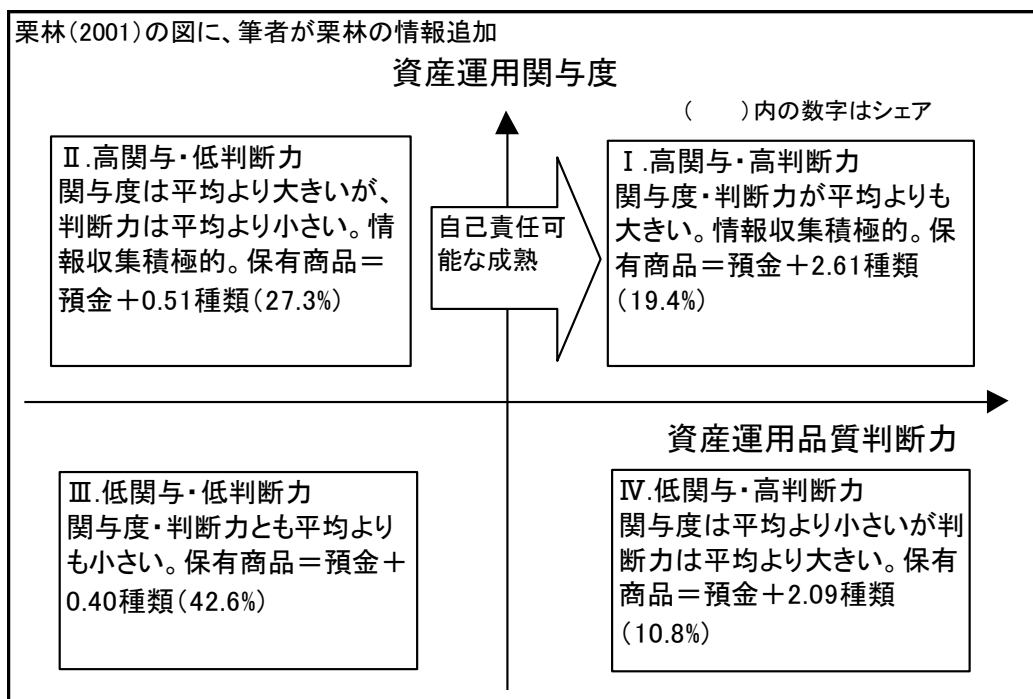 栗林(2001)の図に、筆者が栗林の情報追加
資産運用関与度
(　　)内の数字はシェア
Ⅱ.高関与・低判断力
関与度は平均より大きいが、
判断力は平均より小さい。情
報収集積極的。保有商品＝
預金＋0.51種類(27.3%)
自己責任可
能な成熟
Ⅰ.高関与・高判断力
関与度・判断力が平均よりも
大きい。情報収集積極的。保
有商品＝預金＋2.61種類
(19.4%)
資産運用品質判断力
Ⅲ.低関与・低判断力
関与度・判断力とも平均より
も小さい。保有商品＝預金＋
0.40種類(42.6%)
Ⅳ.低関与・高判断力
関与度は平均より小さいが判
断力は平均より大きい。保有
商品＝預金＋2.09種類
(10.8%)